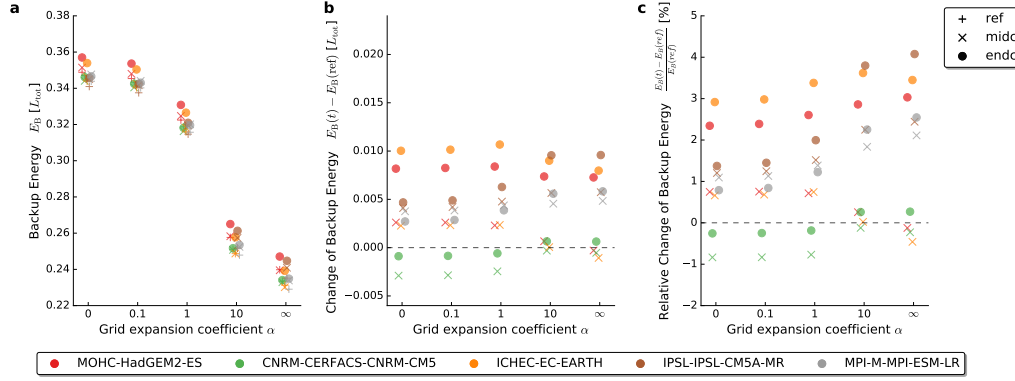 a
b
c
0.38
0.36
0.34
0.32
0.30
0.28
0.26
0.24
0.22
Backup Energy E_B [L_tot]
0 0.1 1 10 ∞
Grid expansion coefficient α
0.020
0.015
0.010
0.005
0.000
−0.005
Change of Backup Energy E_B(t) − E_B(ref) [L_tot]
0 0.1 1 10 ∞
Grid expansion coefficient α
5
4
3
2
1
0
−1
−2
Relative Change of Backup Energy E_B(t) − E_B(ref) / E_B(ref) [%]
0 0.1 1 10 ∞
Grid expansion coefficient α
ref
midc
endc
MOHC-HadGEM2-ES CNRM-CERFACS-CNRM-CM5 ICHEC-EC-EARTH IPSL-IPSL-CM5A-MR MPI-M-MPI-ESM-LR